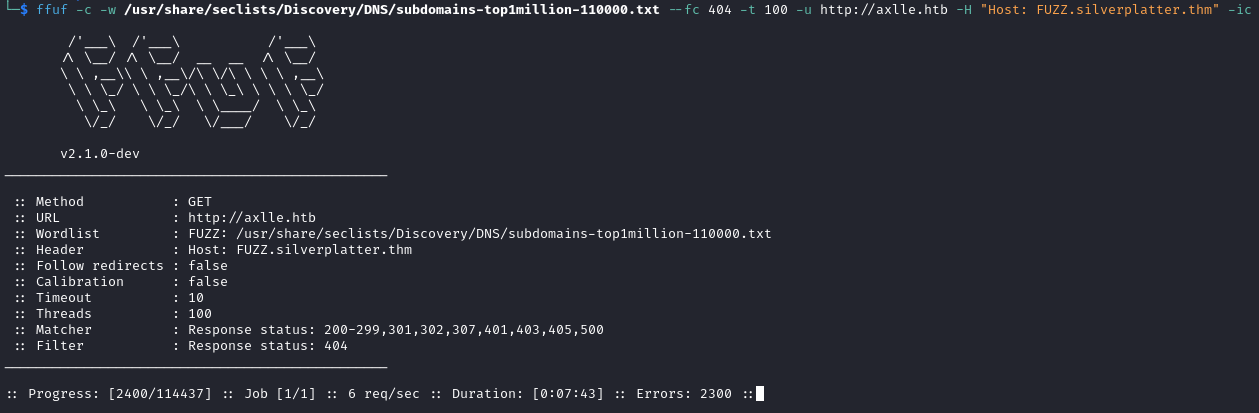 └─$ ffuf -c -w /usr/share/seclists/Discovery/DNS/subdomains-top1million-110000.txt --fc 404 -t 100 -u http://axlle.htb -H "Host: FUZZ.silverplatter.thm" -ic
        /'___\  /'___\           /'___\
       /\ \__/ /\ \__/  __  __  /\ \__/
       \ \ ,__\\ \ ,__\/\ \/\ \ \ \ ,__\
        \ \ \_/ \ \ \_/\ \ \_\ \ \ \ \_/
         \ \_\   \ \_\  \ \____/  \ \_\
          \/_/    \/_/   \/___/    \/_/
       v2.1.0-dev
________________________________________________
 :: Method           : GET
 :: URL              : http://axlle.htb
 :: Wordlist         : FUZZ: /usr/share/seclists/Discovery/DNS/subdomains-top1million-110000.txt
 :: Header           : Host: FUZZ.silverplatter.thm
 :: Follow redirects : false
 :: Calibration      : false
 :: Timeout          : 10
 :: Threads          : 100
 :: Matcher          : Response status: 200-299,301,302,307,401,403,405,500
 :: Filter           : Response status: 404
________________________________________________
:: Progress: [2400/114437] :: Job [1/1] :: 6 req/sec :: Duration: [0:07:43] :: Errors: 2300 ::